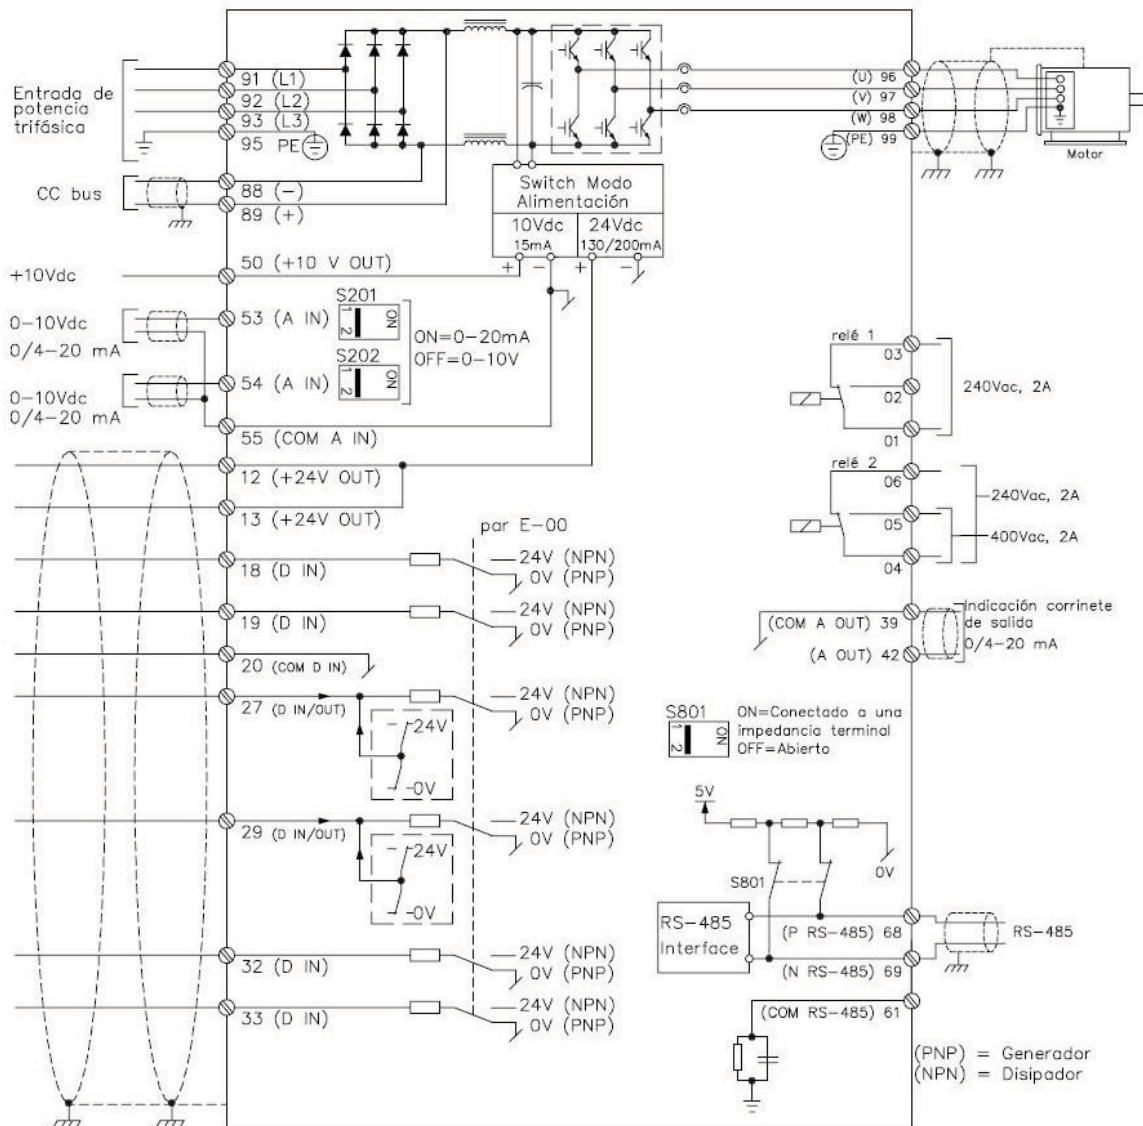 Entrada de
potencia
trifósica
91 (L1)
92 (L2)
93 (L3)
95 PE
CC bus
88 (-)
89 (+)
+10Vdc
50 (+10 V OUT)
0-10Vdc
0/4-20 mA
53 (A IN)
0-10Vdc
0/4-20 mA
54 (A IN)
55 (COM A IN)
12 (+24V OUT)
13 (+24V OUT)
18 (D IN)
19 (D IN)
20 (COM D IN)
27 (D IN/OUT)
24V
0V
29 (D IN/OUT)
24V
0V
32 (D IN)
33 (D IN)
Switch Modo
Alimentación
10Vdc
15mA
24Vdc
130/200mA
+ - + -
S201
1 2 ON
S202
1 2 ON
ON=0-20mA
OFF=0-10V
par E-00
24V (NPN)
0V (PNP)
24V (NPN)
0V (PNP)
24V (NPN)
0V (PNP)
24V (NPN)
0V (PNP)
24V (NPN)
0V (PNP)
24V (NPN)
0V (PNP)
(U) 96
(V) 97
(W) 98
(PE) 99
Motor
relé 1
03
02
01
240Vac, 2A
relé 2
06
05
04
240Vac, 2A
400Vac, 2A
(COM A OUT) 39
(A OUT) 42
Indicación corrinete
de salida
0/4-20 mA
S801
1 2 ON
ON=Conectado a una
impedancia terminal
OFF=Abierto
5V
0V
S801
RS-485
Interface
(P RS-485) 68
(N RS-485) 69
RS-485
(COM RS-485) 61
(PNP) = Generador
(NPN) = Disipador